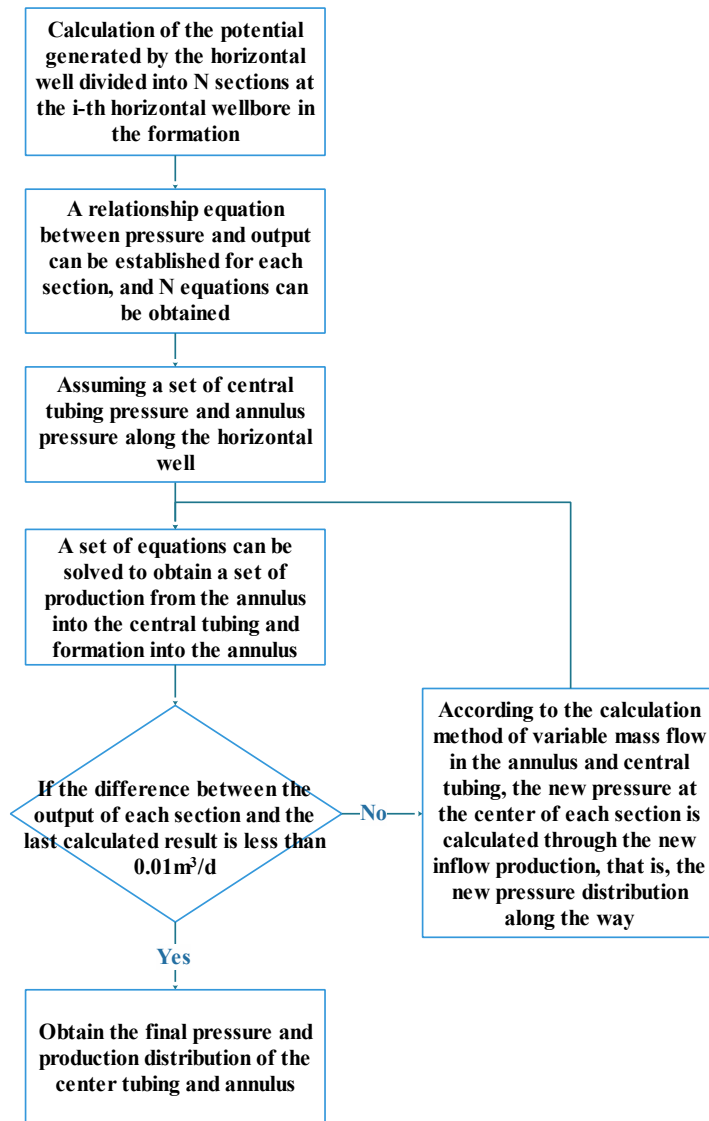 Calculation of the potential
generated by the horizontal
well divided into N sections at
the i-th horizontal wellbore in
the formation
A relationship equation
between pressure and output
can be established for each
section, and N equations can
be obtained
Assuming a set of central
tubing pressure and annulus
pressure along the horizontal
well
A set of equations can be
solved to obtain a set of
production from the annulus
into the central tubing and
formation into the annulus
If the difference between the
output of each section and the
last calculated result is less than
0.01m³/d
No
According to the calculation
method of variable mass flow
in the annulus and central
tubing, the new pressure at
the center of each section is
calculated through the new
inflow production, that is, the
new pressure distribution
along the way
Yes
Obtain the final pressure and
production distribution of the
center tubing and annulus